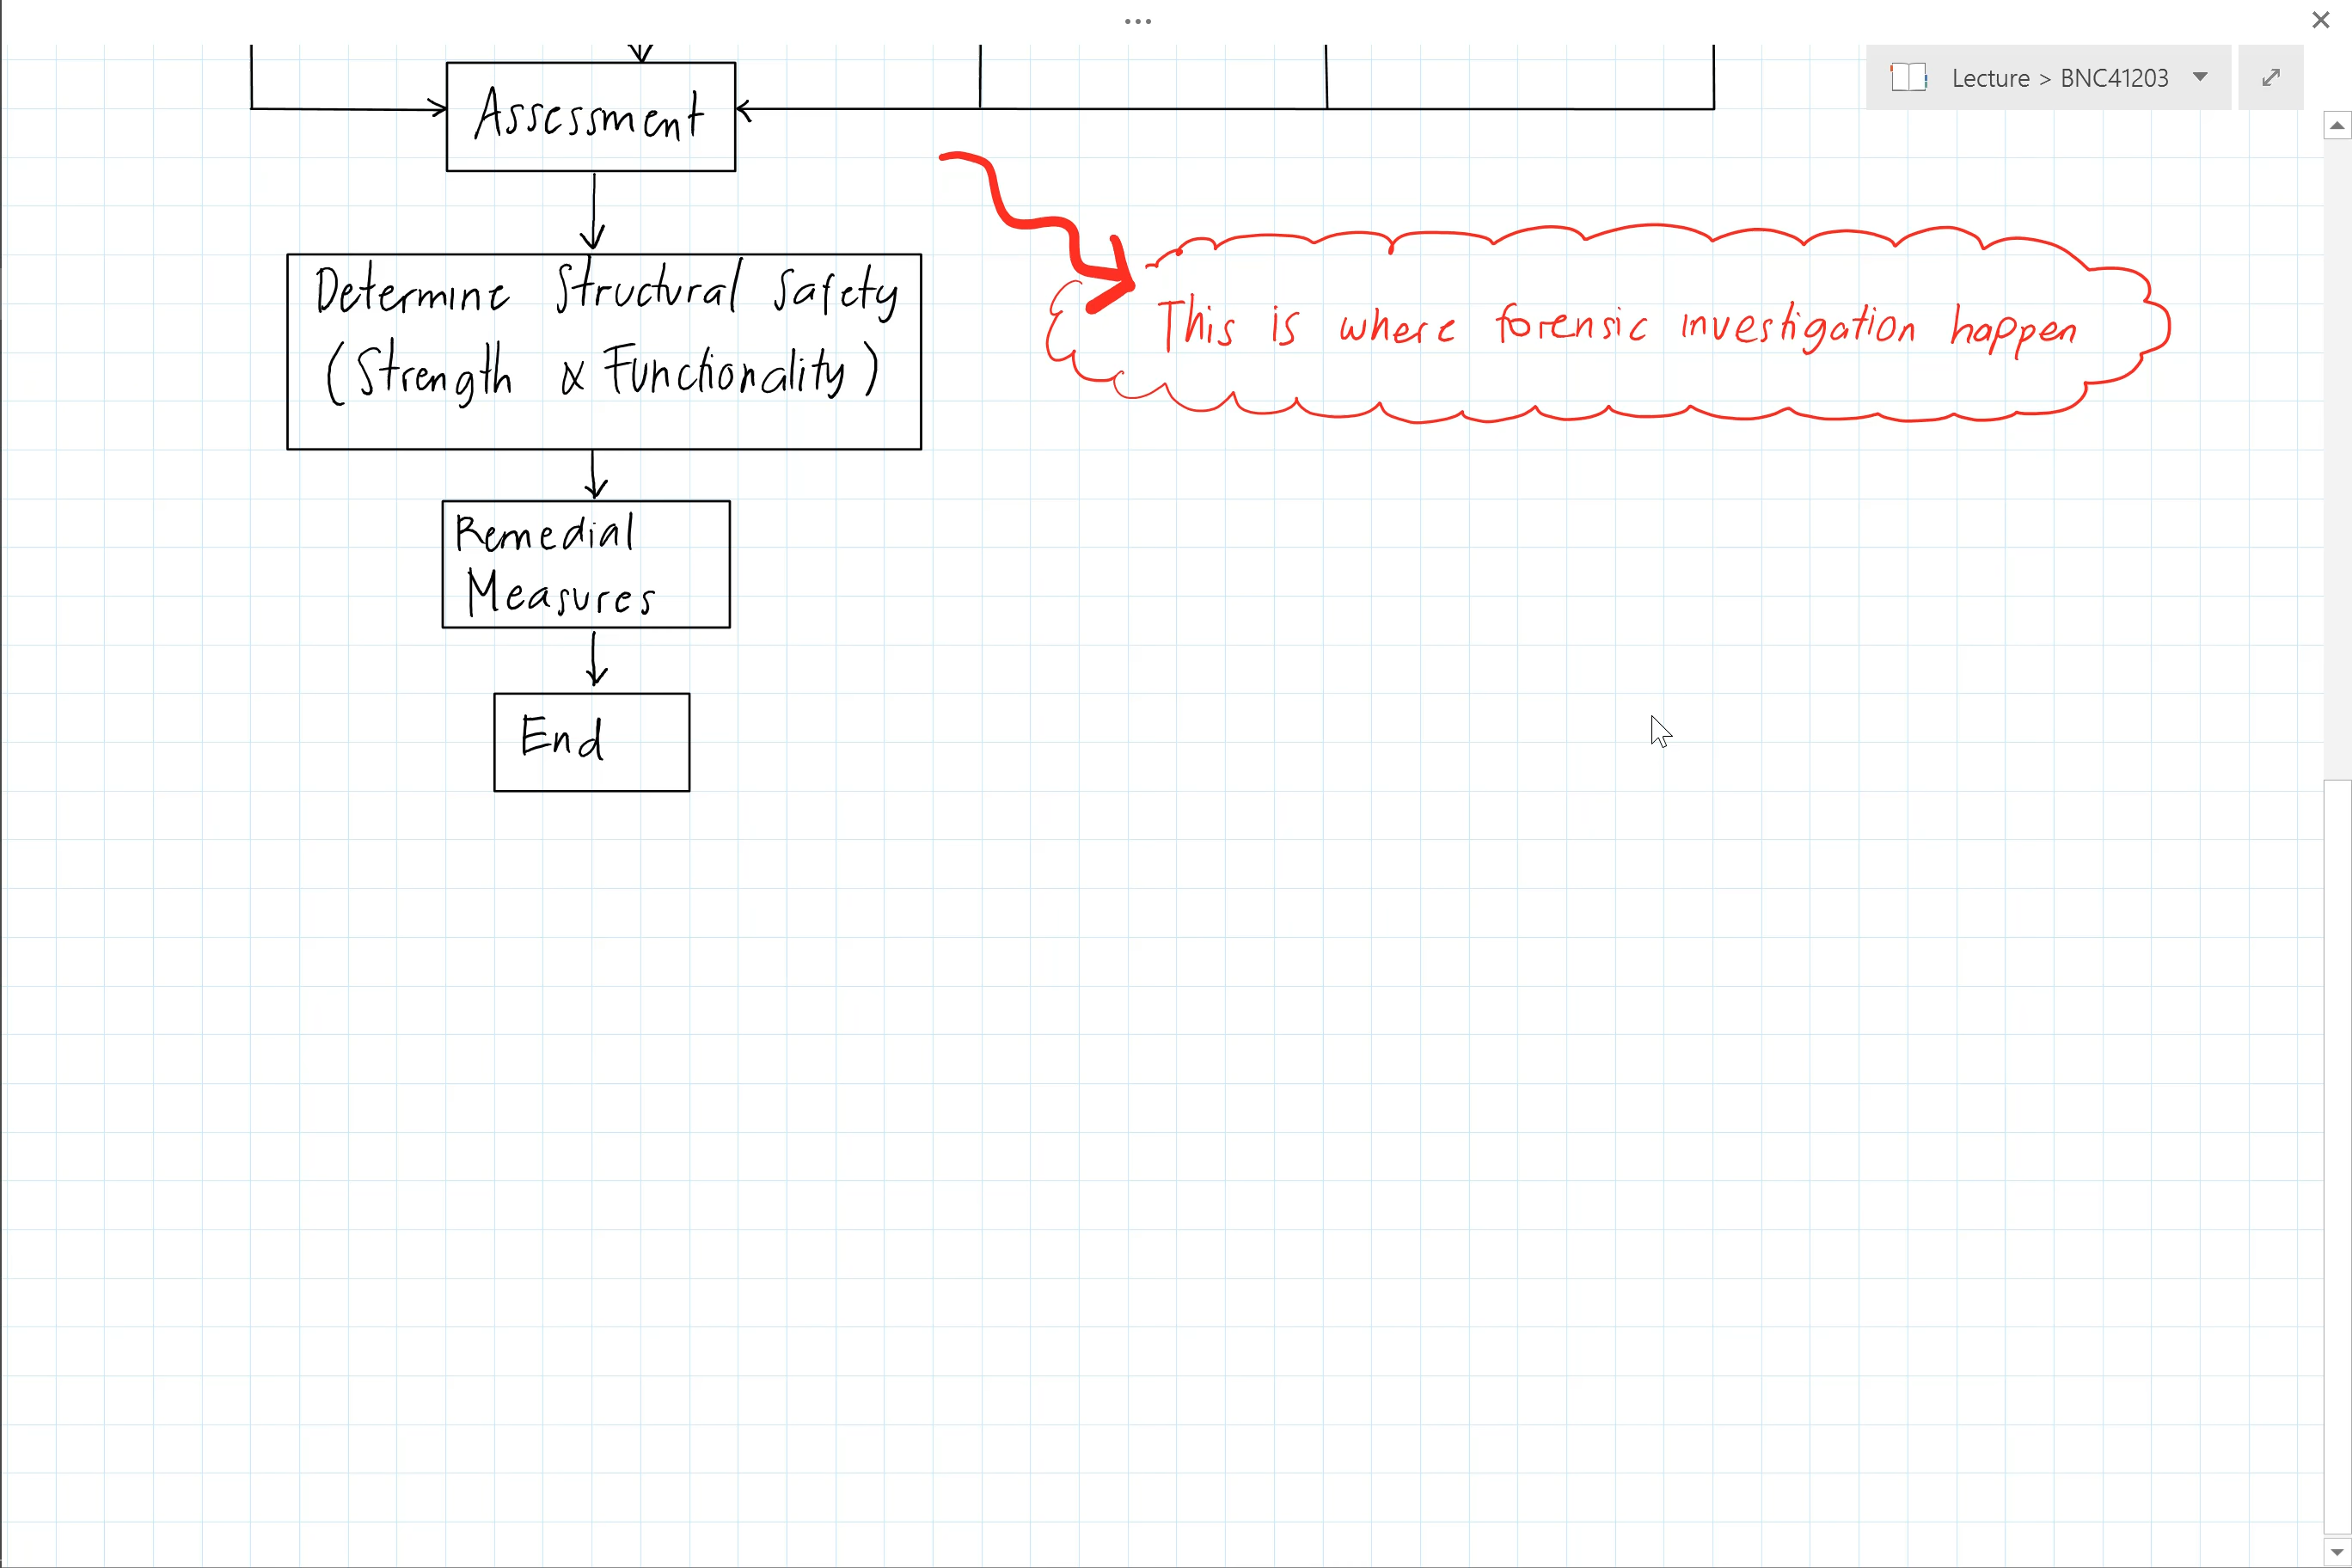 Lecture > BNC41203
Assessment
Determine Structural Safety
(Strength & Functionality)
This is where forensic investigation happen
Remedial
Measures
End